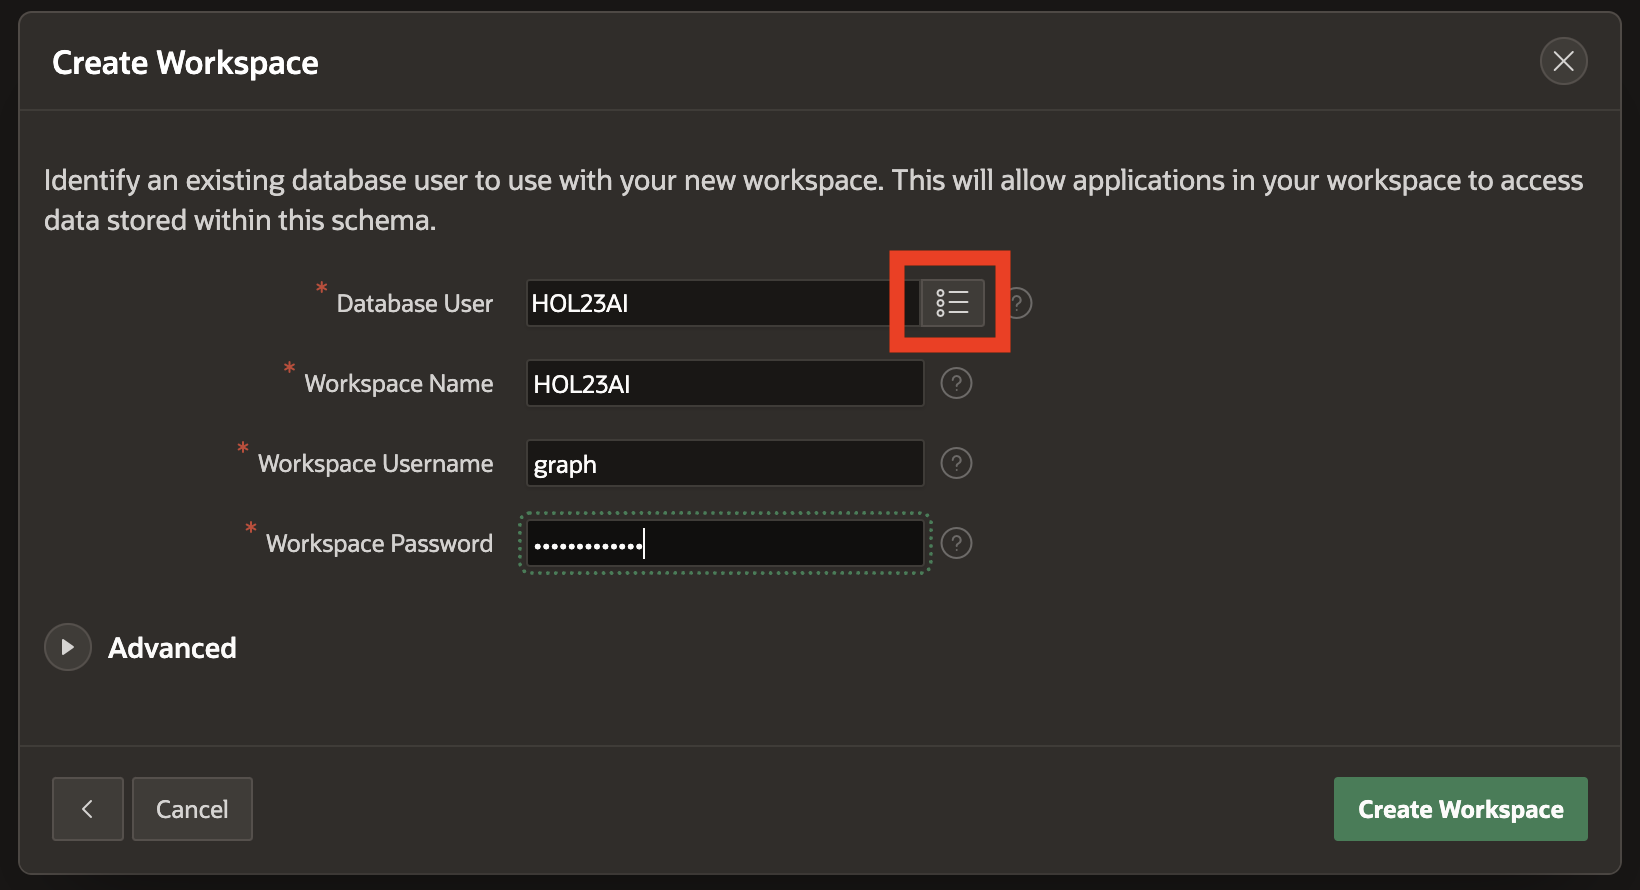 Create Workspace
Identify an existing database user to use with your new workspace. This will allow applications in your workspace to access
data stored within this schema.
* Database User HOL23AI ?
* Workspace Name HOL23AI ?
* Workspace Username graph ?
* Workspace Password ••••••••••••• ?
Advanced
Cancel Create Workspace